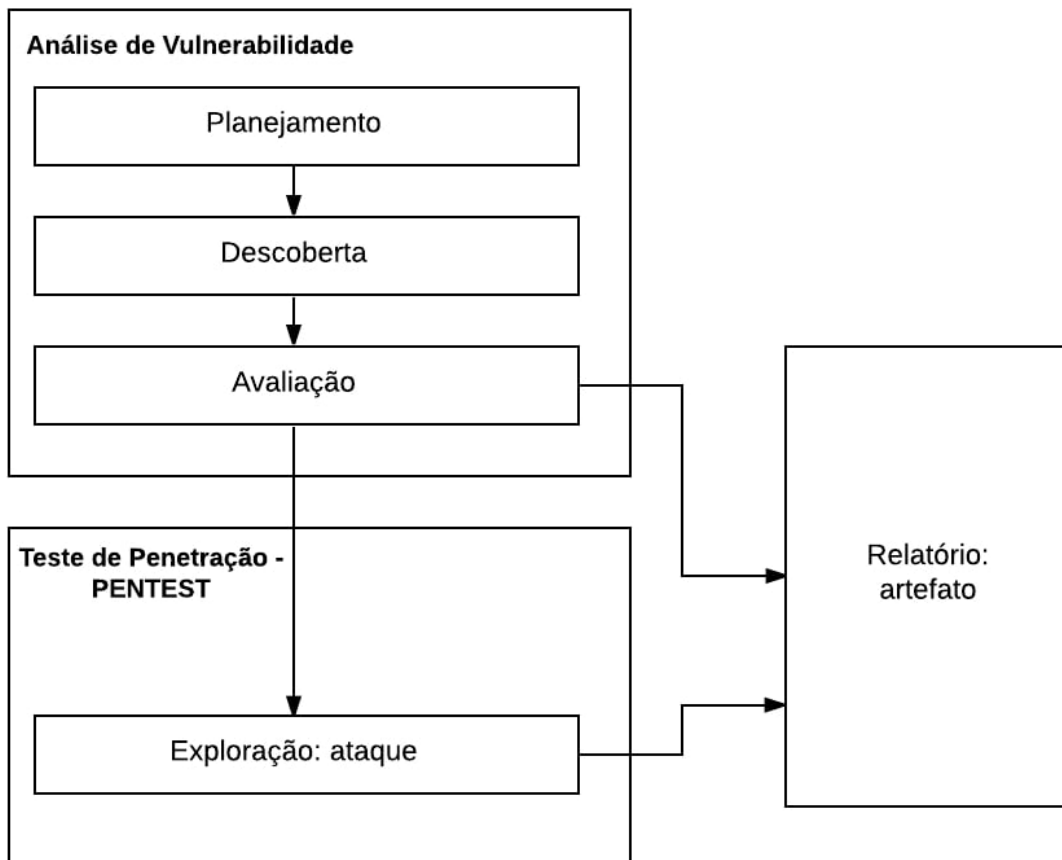 Análise de Vulnerabilidade
Planejamento
Descoberta
Avaliação
Teste de Penetração -
PENTEST
Exploração: ataque
Relatório:
artefato